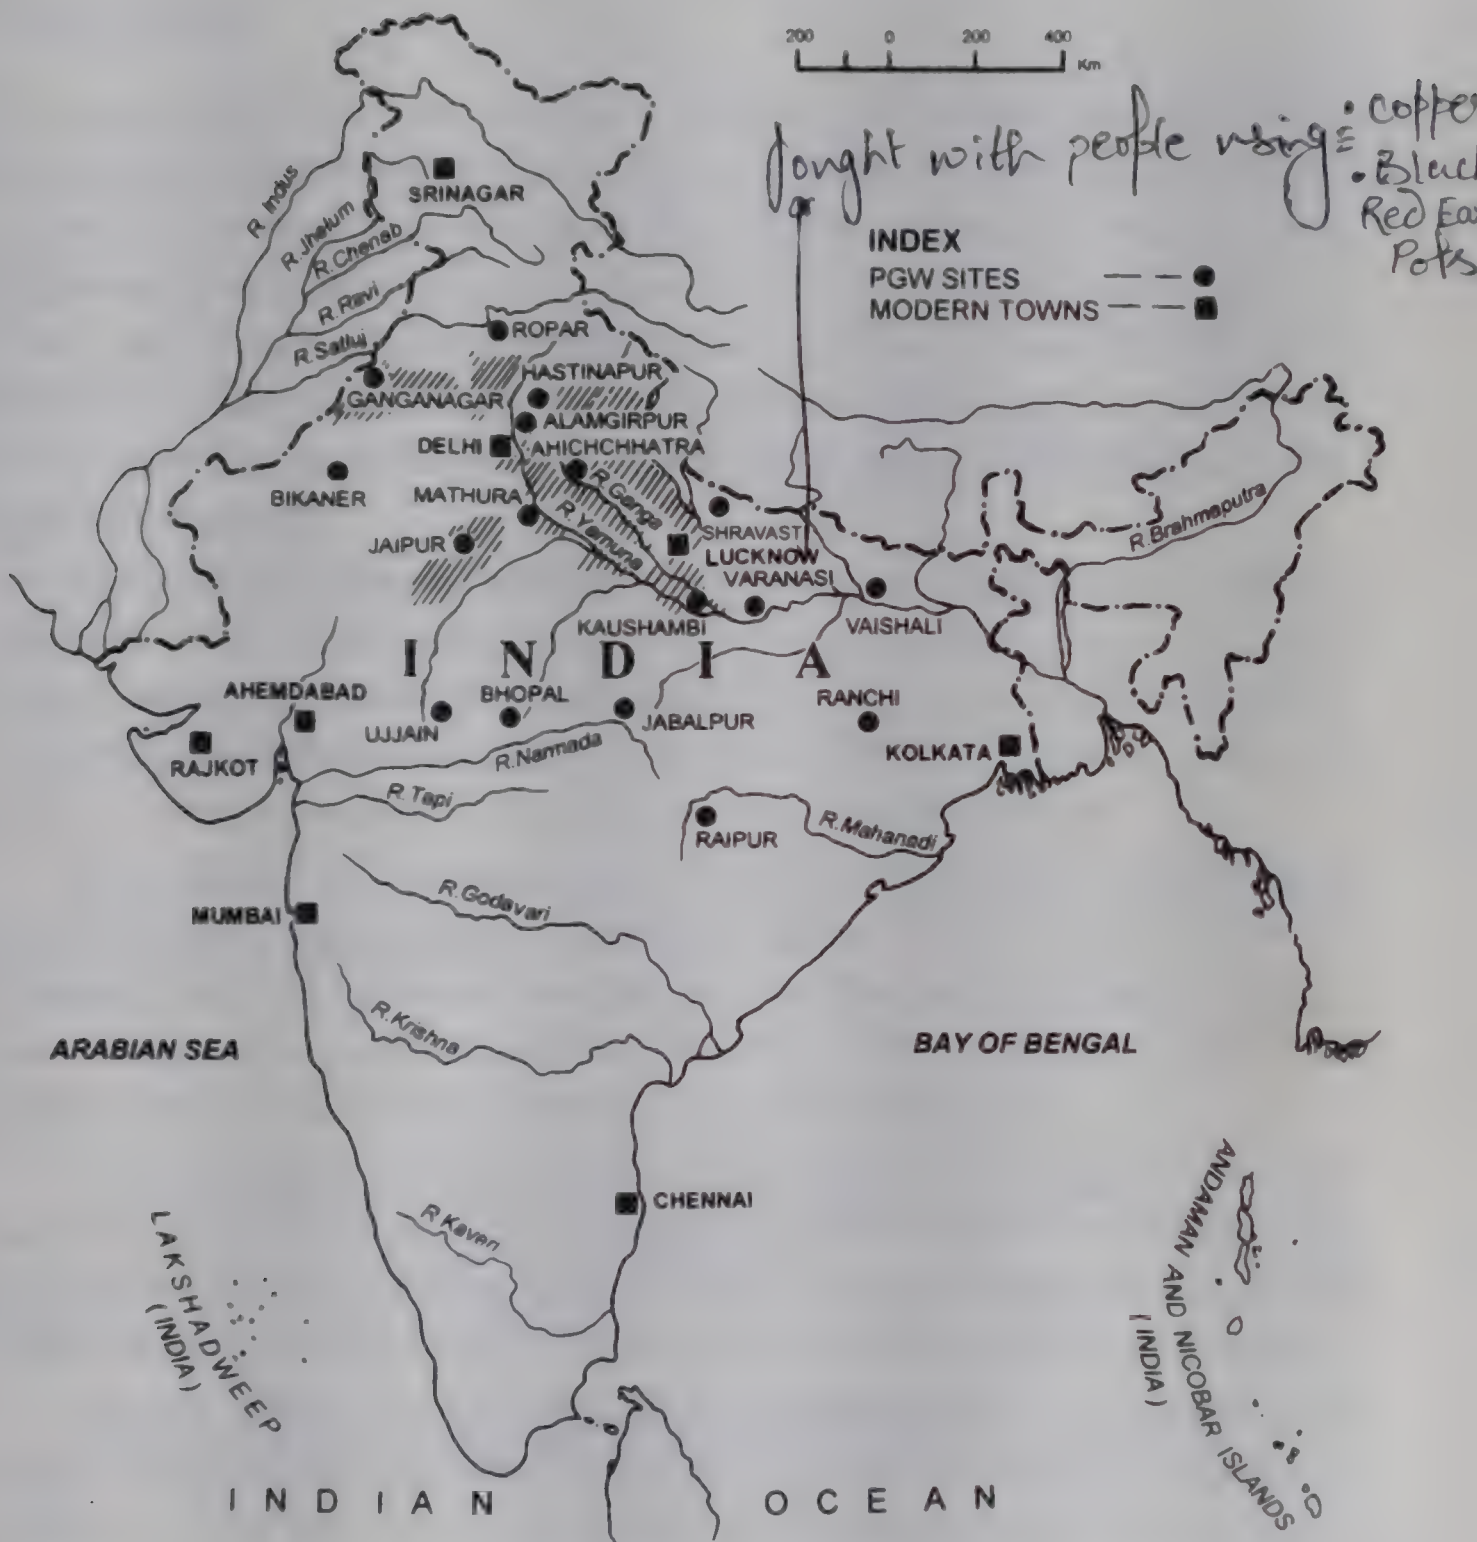 200 0 200 400
Km
fought with people using : • copper
• Black
Red Ea
Pots
INDEX
PGW SITES
MODERN TOWNS
R. Indus
SRINAGAR
R. Jhelum
R. Chenab
R. Ravi
R. Satluj
ROPAR
HASTINAPUR
GANGANAGAR
ALAMGIRPUR
DELHI
AHICHCHHATRA
BIKANER
MATHURA
R. Ganga
R. Yamuna
SHRAVAST
JAIPUR
LUCKNOW
VARANASI
R. Brahmaputra
KAUSHAMBI
VAISHALI
INDIA
AHEMDABAD
BHOPAL
RANCHI
UJJAIN
JABALPUR
KOLKATA
RAJKOT
R. Narmada
R. Tapi
RAIPUR
R. Mahanadi
R. Godavari
MUMBAI
R. Krishna
ARABIAN SEA
BAY OF BENGAL
CHENNAI
R. Kaveri
LAKSHADWEEP
(INDIA)
ANDAMAN AND NICOBAR ISLANDS
(INDIA)
INDIAN OCEAN